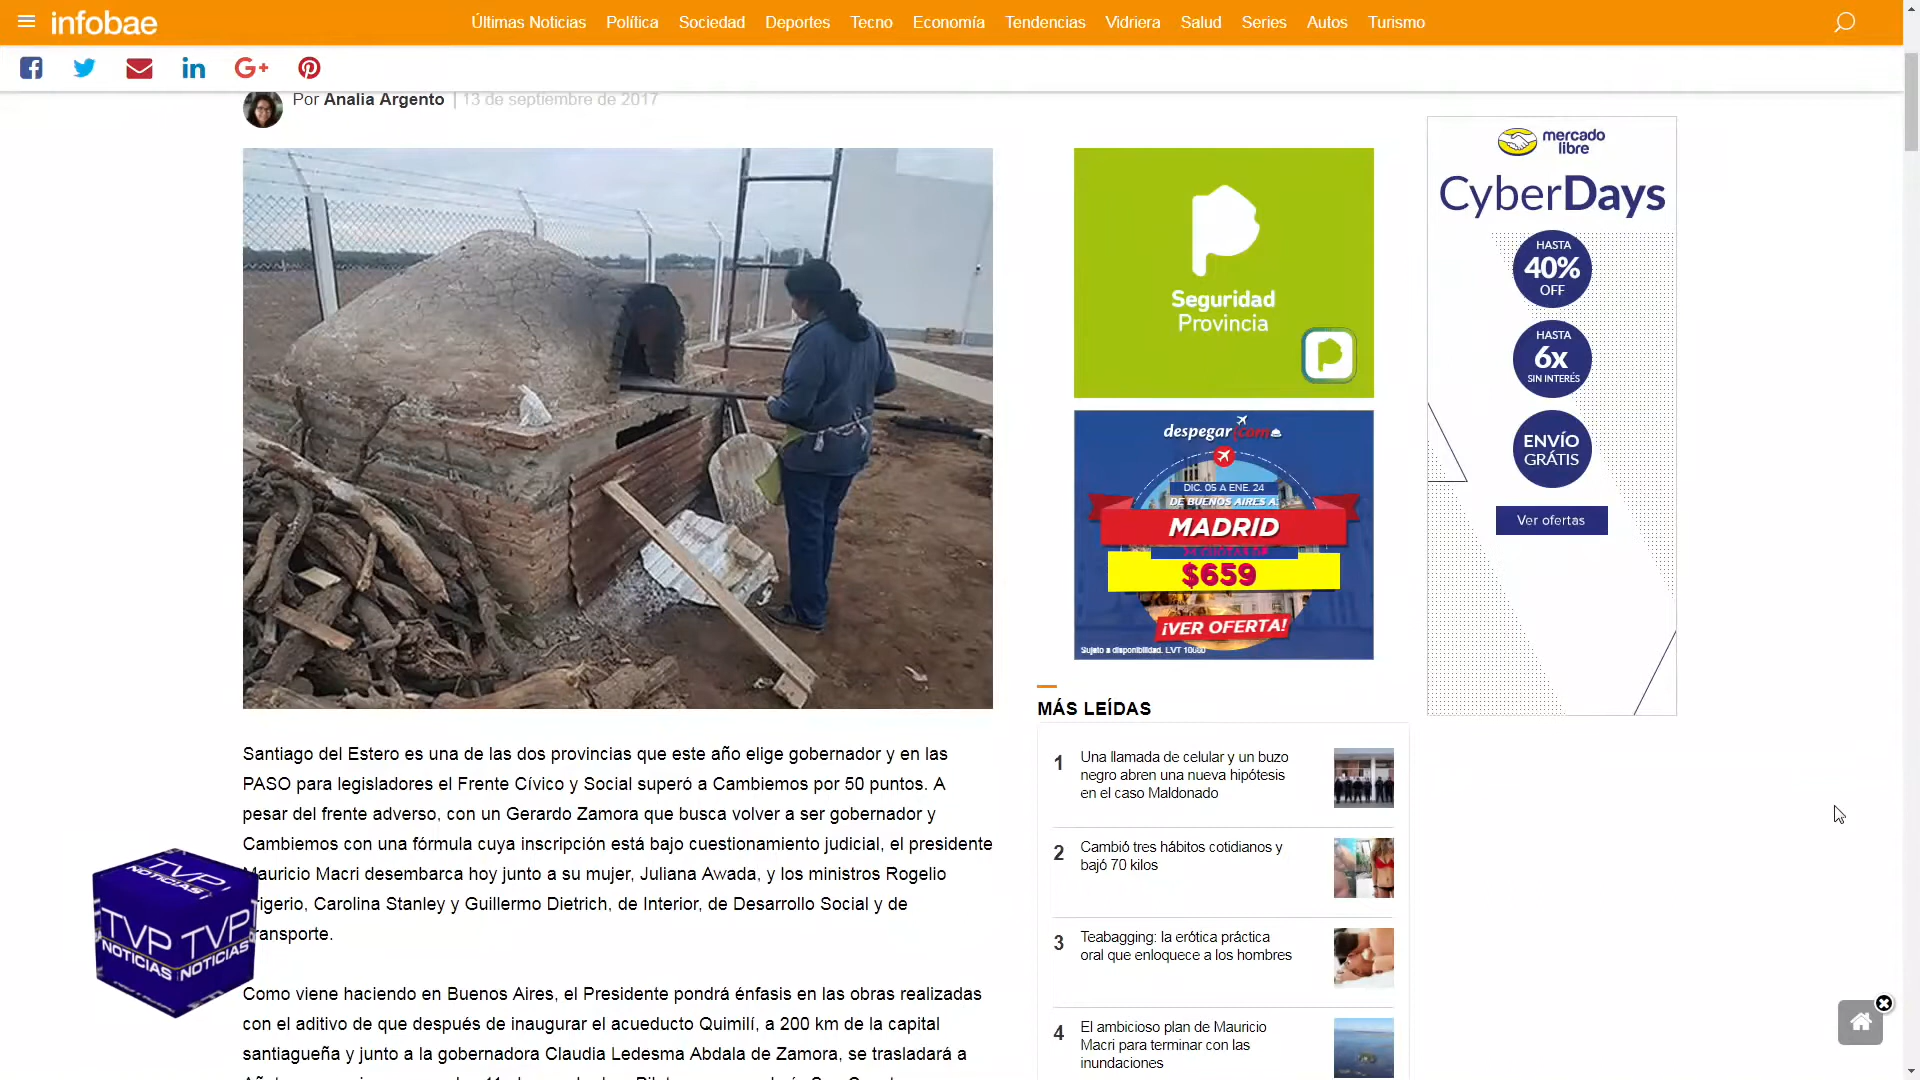 infobae
Últimas Noticias Política Sociedad Deportes Tecno Economía Tendencias Vidriera Salud Series Autos Turismo
Por Analia Argento | 13 de septiembre de 2017
Seguridad
Provincia
mercado
libre
CyberDays
HASTA
40%
OFF
HASTA
6x
SIN INTERÉS
ENVÍO
GRÁTIS
Ver ofertas
despegar.com
DIC. 05 A ENE. 24
DE BUENOS AIRES A:
MADRID
$659
¡VER OFERTA!
Sujeto a disponibilidad. EVT
MÁS LEÍDAS
1 Una llamada de celular y un buzo
negro abren una nueva hipótesis
en el caso Maldonado
2 Cambió tres hábitos cotidianos y
bajó 70 kilos
3 Teabagging: la erótica práctica
oral que enloquece a los hombres
4 El ambicioso plan de Mauricio
Macri para terminar con las
inundaciones
Santiago del Estero es una de las dos provincias que este año elige gobernador y en las
PASO para legisladores el Frente Cívico y Social superó a Cambiemos por 50 puntos. A
pesar del frente adverso, con un Gerardo Zamora que busca volver a ser gobernador y
Cambiemos con una fórmula cuya inscripción está bajo cuestionamiento judicial, el presidente
Mauricio Macri desembarca hoy junto a su mujer, Juliana Awada, y los ministros Rogelio
rigerio, Carolina Stanley y Guillermo Dietrich, de Interior, de Desarrollo Social y de
ransporte.
Como viene haciendo en Buenos Aires, el Presidente pondrá énfasis en las obras realizadas
con el aditivo de que después de inaugurar el acueducto Quimilí, a 200 km de la capital
santiagueña y junto a la gobernadora Claudia Ledesma Abdala de Zamora, se trasladará a
TVP
NOTICIAS
TVP
NOTICIAS
TVP
NOTICIAS